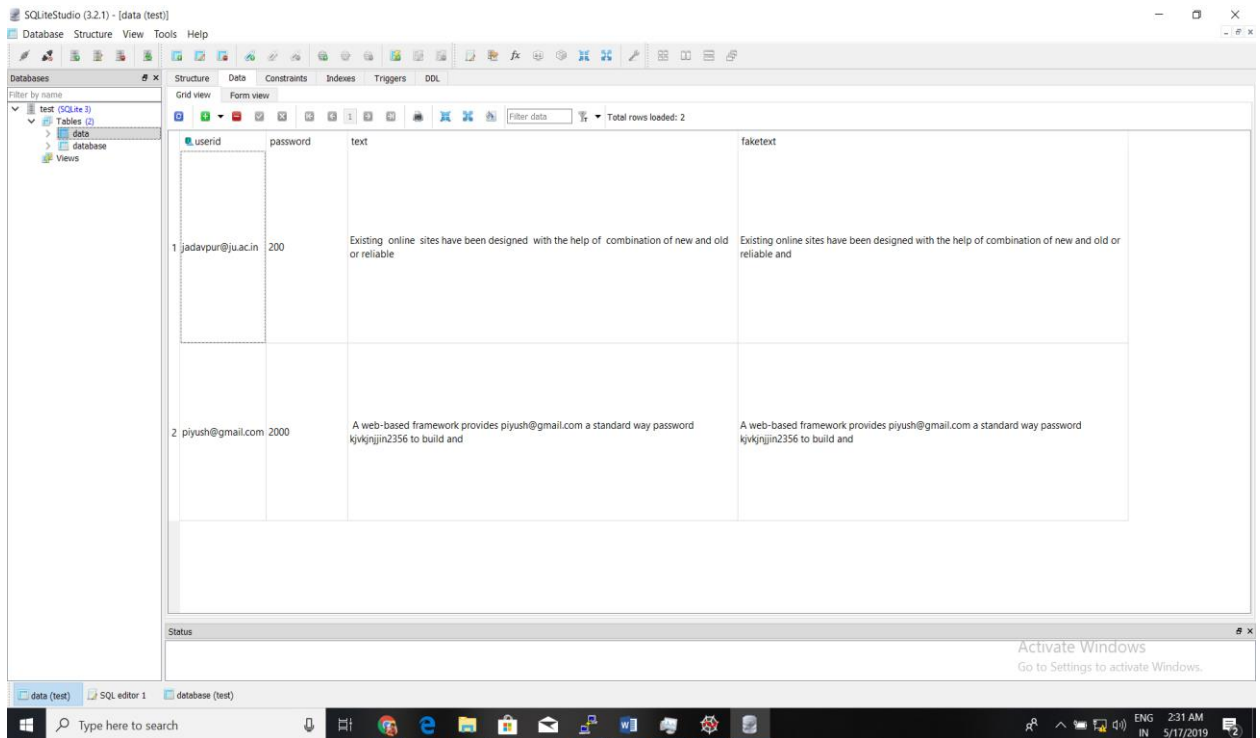 SQLiteStudio (3.2.1) - [data (test)]
Database Structure View Tools Help
Databases
Structure Data Constraints Indexes Triggers DDL
Filter by name
Grid view Form view
test (SQLite 3)
Tables (2)
data
database
Views
1
Filter data
Total rows loaded: 2
userid password text faketext
1 jadavpur@ju.ac.in 200
Existing online sites have been designed with the help of combination of new and old
or reliable
Existing online sites have been designed with the help of combination of new and old or
reliable and
2 piyush@gmail.com 2000
A web-based framework provides piyush@gmail.com a standard way password
kjvkjnjjin2356 to build and
A web-based framework provides piyush@gmail.com a standard way password
kjvkjnjjin2356 to build and
Status
Activate Windows
Go to Settings to activate Windows.
data (test) SQL editor 1 database (test)
Type here to search
ENG 2:31 AM
IN 5/17/2019